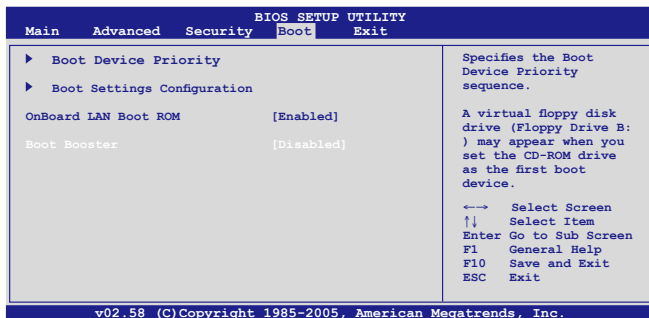 BIOS SETUP UTILITY
Main Advanced Security Boot Exit
Boot Device Priority
Boot Settings Configuration
OnBoard LAN Boot ROM [Enabled]
Boot Booster [Disabled]
Specifies the Boot
Device Priority
sequence.
A virtual floppy disk
drive (Floppy Drive B:
) may appear when you
set the CD-ROM drive
as the first boot
device.
←→ Select Screen
↑↓ Select Item
Enter Go to Sub Screen
F1 General Help
F10 Save and Exit
ESC Exit
v02.58 (C)Copyright 1985-2005, American Megatrends, Inc.